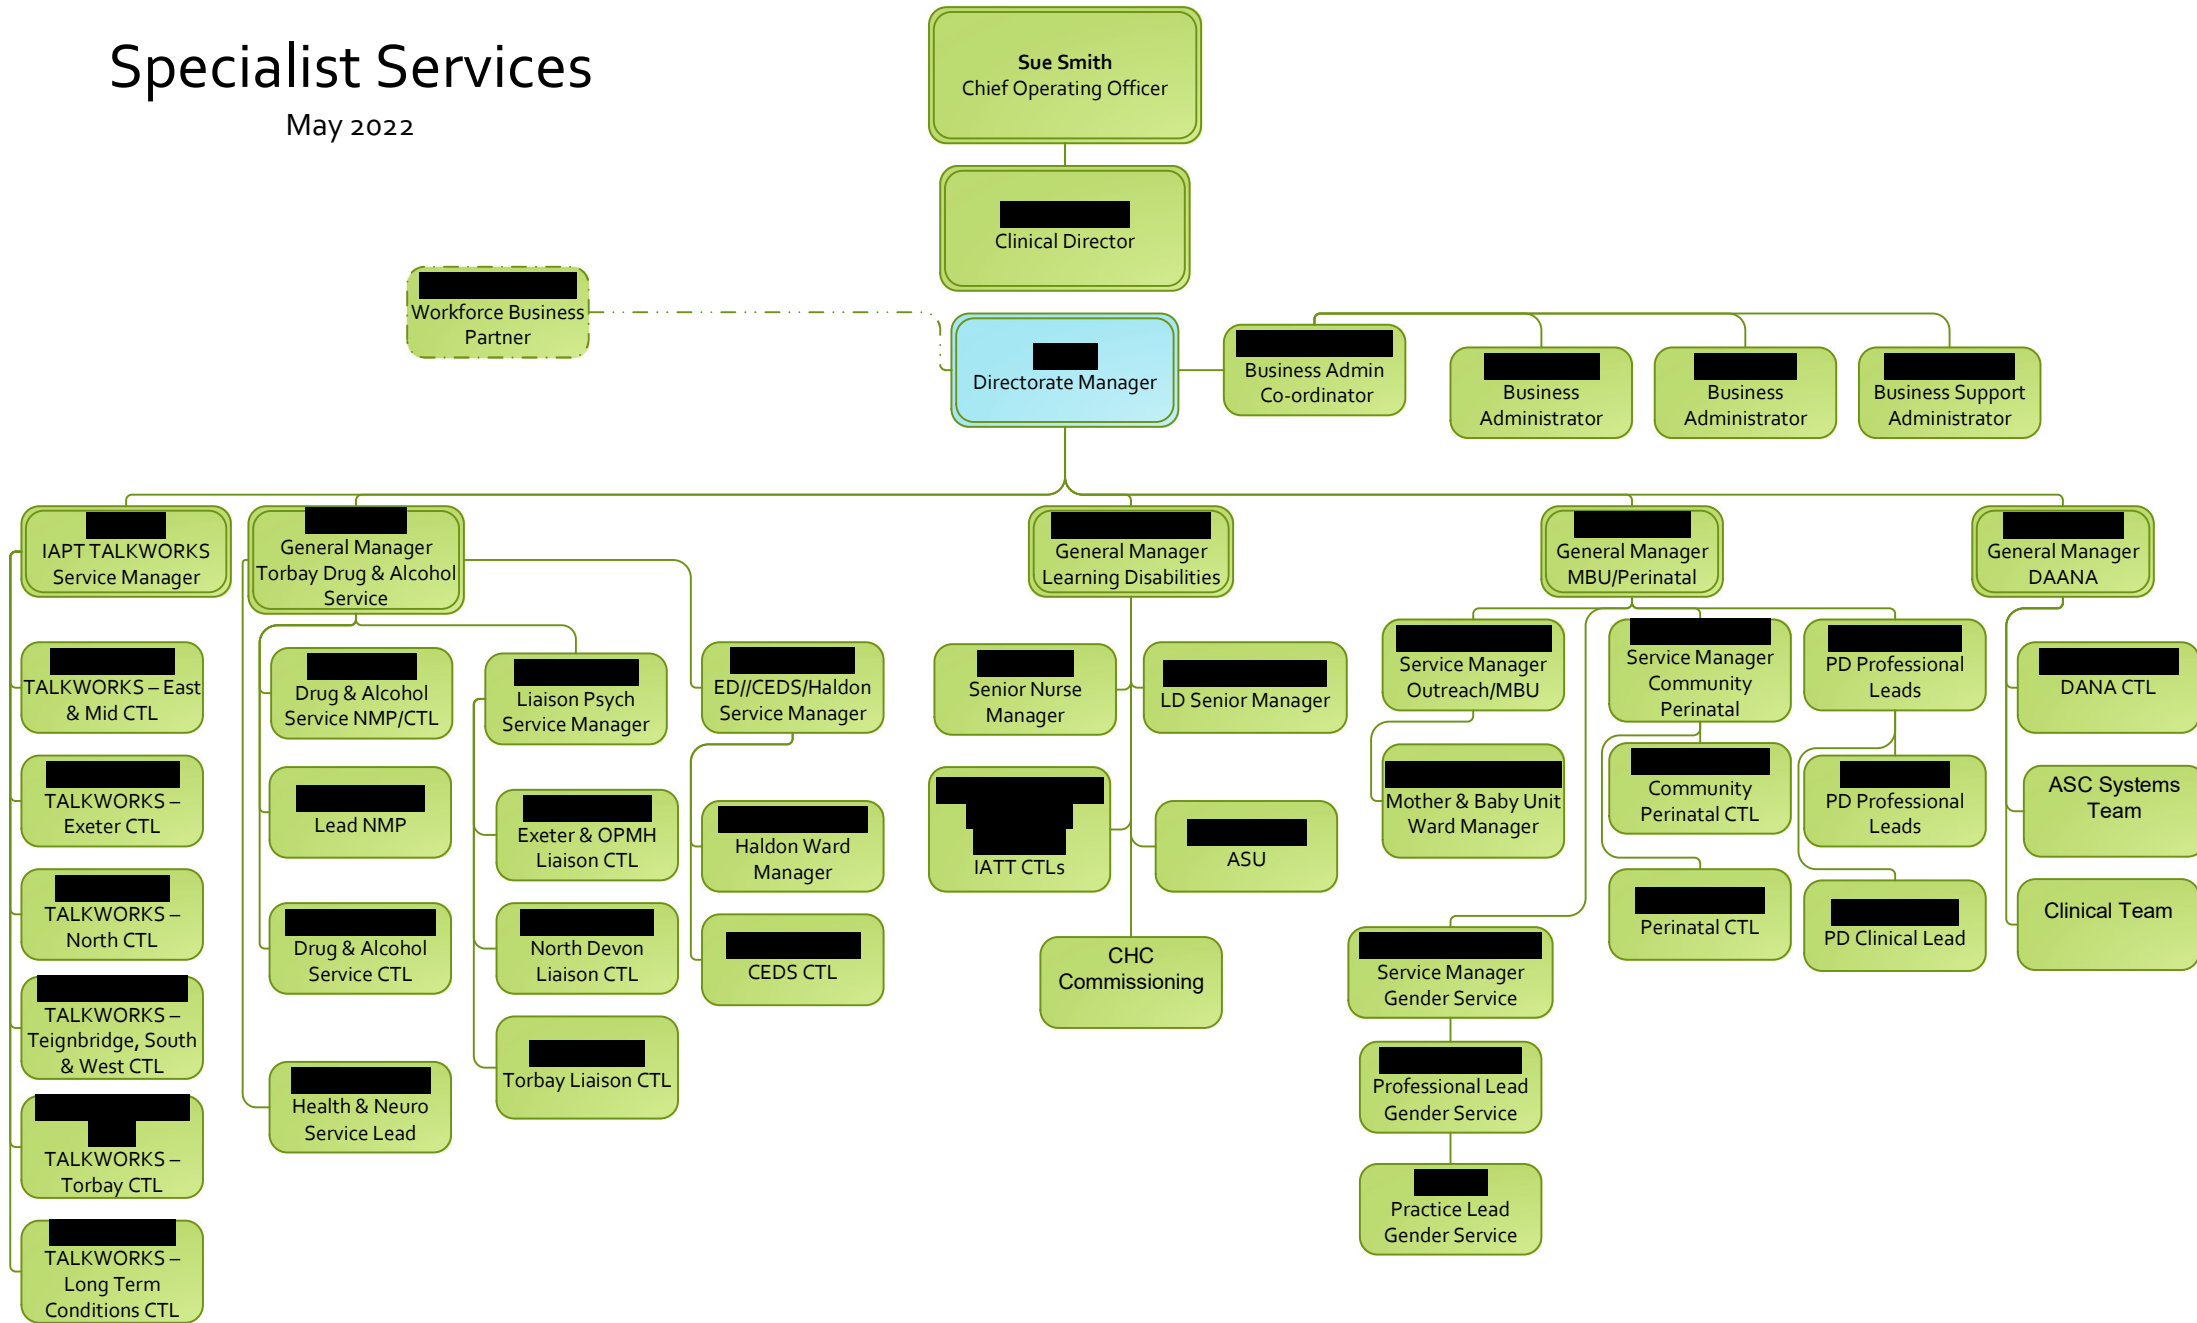 Specialist Services
May 2022
Sue Smith
Chief Operating Officer
Clinical Director
Workforce Business
Partner
Directorate Manager
Business Admin
Co-ordinator
Business
Administrator
Business
Administrator
Business Support
Administrator
IAPT TALKWORKS
Service Manager
General Manager
Torbay Drug & Alcohol
Service
General Manager
Learning Disabilities
General Manager
MBU/Perinatal
General Manager
DAANA
TALKWORKS – East
& Mid CTL
TALKWORKS –
Exeter CTL
TALKWORKS –
North CTL
TALKWORKS –
Teignbridge, South
& West CTL
TALKWORKS –
Torbay CTL
TALKWORKS –
Long Term
Conditions CTL
Drug & Alcohol
Service NMP/CTL
Lead NMP
Drug & Alcohol
Service CTL
Health & Neuro
Service Lead
Liaison Psych
Service Manager
Exeter & OPMH
Liaison CTL
North Devon
Liaison CTL
Torbay Liaison CTL
ED//CEDS/Haldon
Service Manager
Haldon Ward
Manager
CEDS CTL
Senior Nurse
Manager
LD Senior Manager
IATT CTLs
ASU
CHC
Commissioning
Service Manager
Outreach/MBU
Mother & Baby Unit
Ward Manager
Service Manager
Community
Perinatal
Community
Perinatal CTL
Perinatal CTL
PD Professional
Leads
PD Professional
Leads
PD Clinical Lead
Service Manager
Gender Service
Professional Lead
Gender Service
Practice Lead
Gender Service
DANA CTL
ASC Systems
Team
Clinical Team